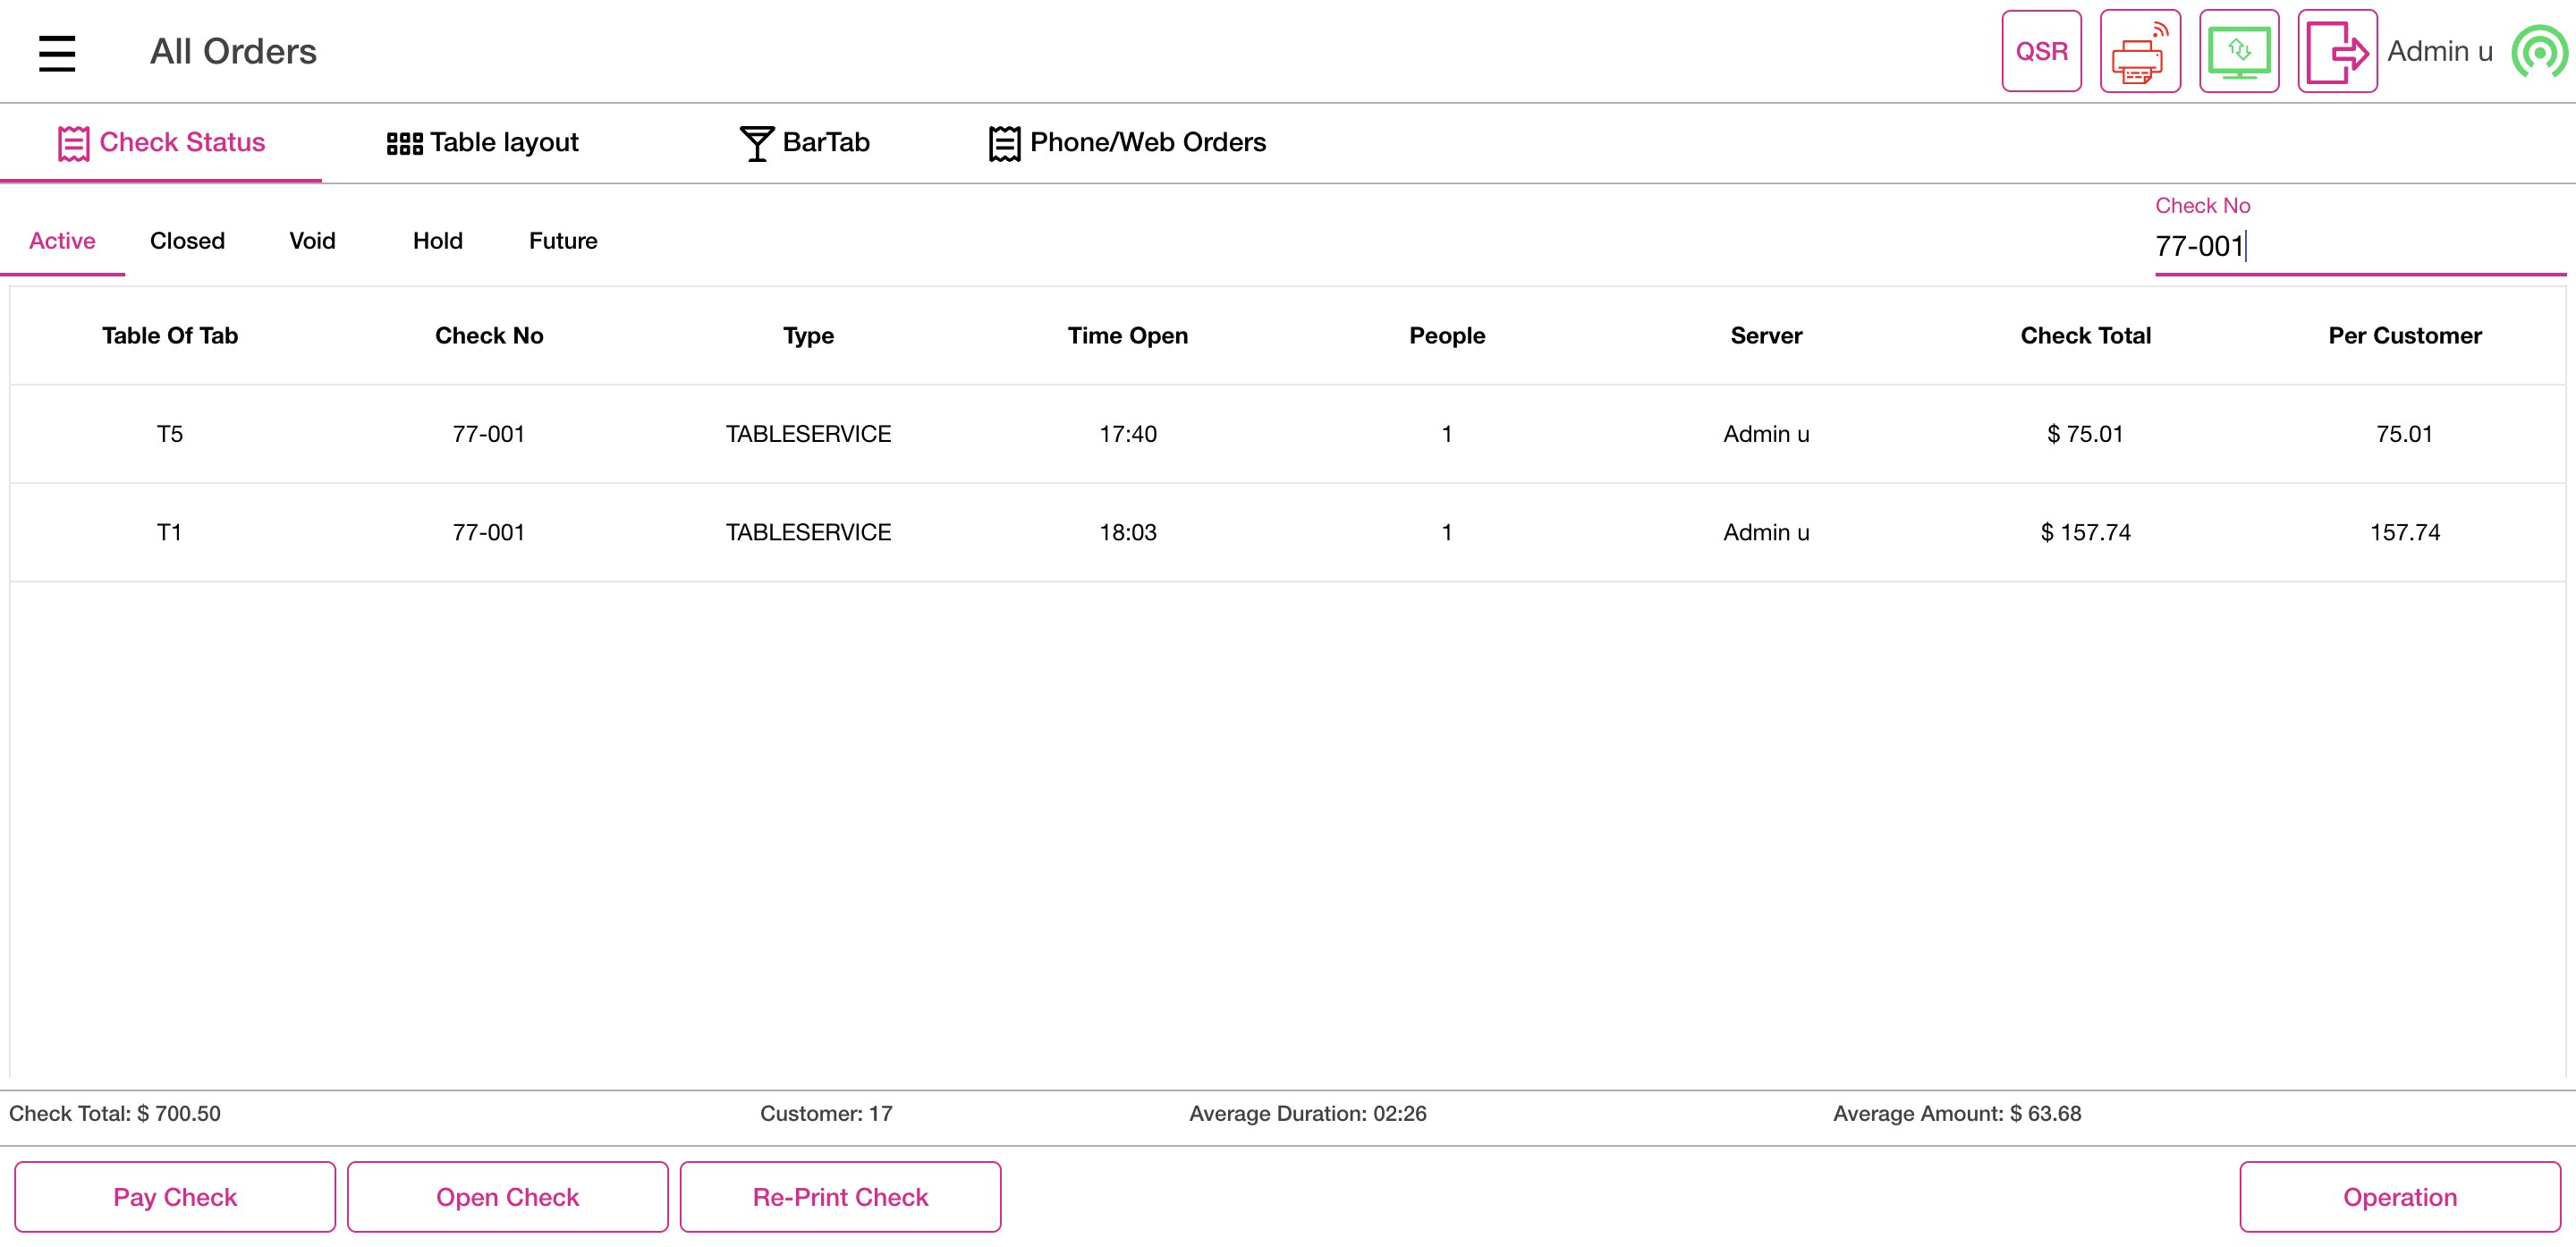 All Orders
QSR
Admin u
Check Status
Table layout
BarTab
Phone/Web Orders
Active
Closed
Void
Hold
Future
Check No
77-001
Table Of Tab Check No Type Time Open People Server Check Total Per Customer
T5 77-001 TABLESERVICE 17:40 1 Admin u $ 75.01 75.01
T1 77-001 TABLESERVICE 18:03 1 Admin u $ 157.74 157.74
Check Total: $ 700.50 Customer: 17 Average Duration: 02:26 Average Amount: $ 63.68
Pay Check
Open Check
Re-Print Check
Operation